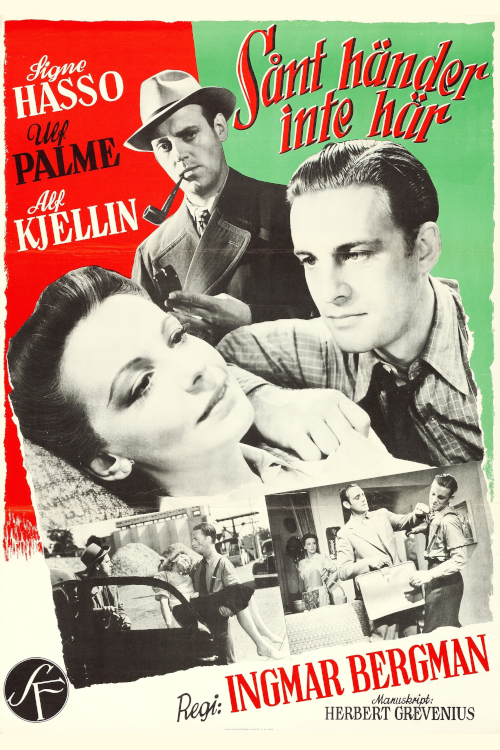 Signe
HASSO
Ulf
PALME
Alf
KJELLIN
Sånt händer
inte här
SF
Regi: INGMAR BERGMAN
Manuskript:
HERBERT GREVENIUS